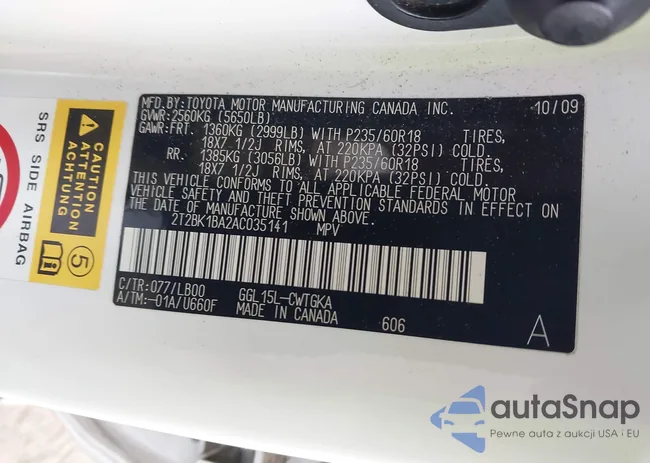 MFD.BY:TOYOTA MOTOR MANUFACTURING CANADA INC. 10/09
GVWR:2560KG (5650LB)
GAWR:FRT. 1360KG (2999LB) WITH P235/60R18 TIRES,
18X7 1/2J RIMS, AT 220KPA (32PSI) COLD.
RR. 1385KG (3056LB) WITH P235/60R18 TIRES,
18X7 1/2J RIMS, AT 220KPA (32PSI) COLD.
THIS VEHICLE CONFORMS TO ALL APPLICABLE FEDERAL MOTOR
VEHICLE SAFETY AND THEFT PREVENTION STANDARDS IN EFFECT ON
THE DATE OF MANUFACTURE SHOWN ABOVE.
2T2BK1BA2AC035141 MPV
C/TR:077/LB00 GGL15L-CWTGKA
A/TM:-01A/U660F MADE IN CANADA 606 A
SRS SIDE AIRBAG
CAUTION
ATTENTION
ACHTUNG
5
autaSnap
Pewne auta z aukcji USA i EU